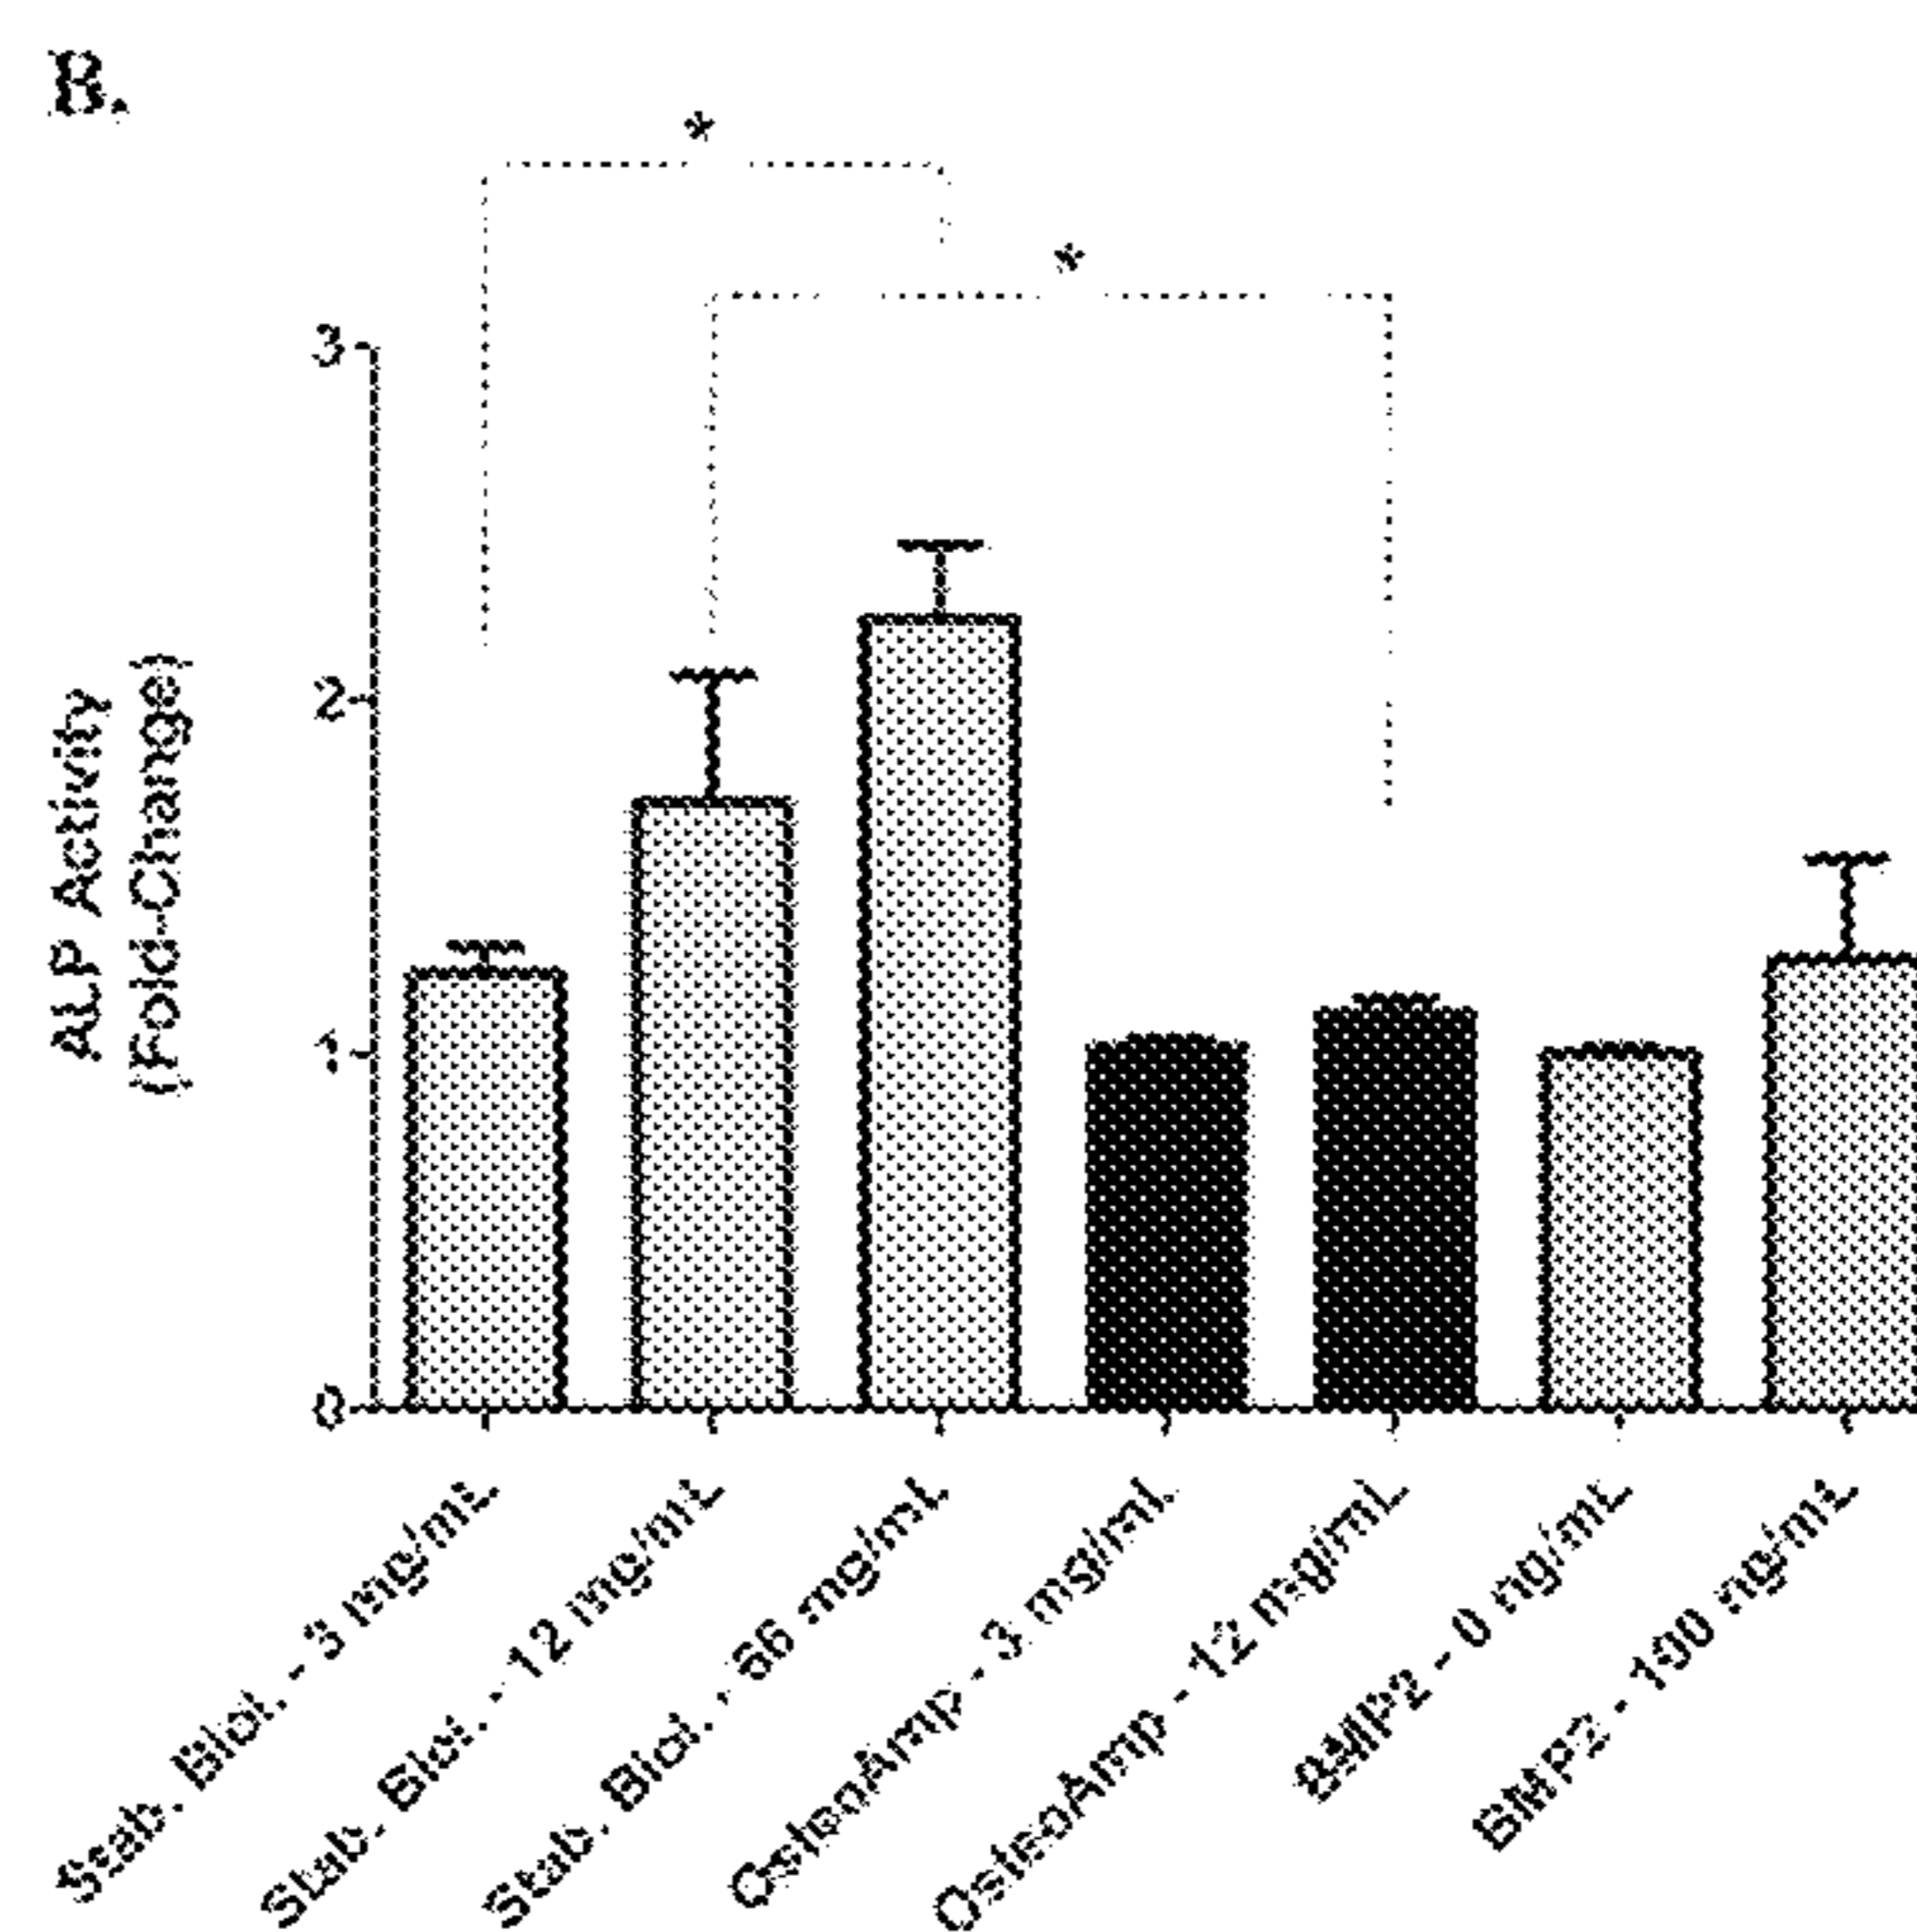 B.
*
*
3
2
1
0
ALP Activity
(Fold-Change)
Stab. Biol. - 3 mg/mL
Stab. Biol. - 12 mg/mL
Stab. Biol. - mg/mL
OsteoAmp - 3 mg/mL
OsteoAmp - 12 mg/mL
BMP2 - 0 ng/mL
BMP2 - 100 ng/mL